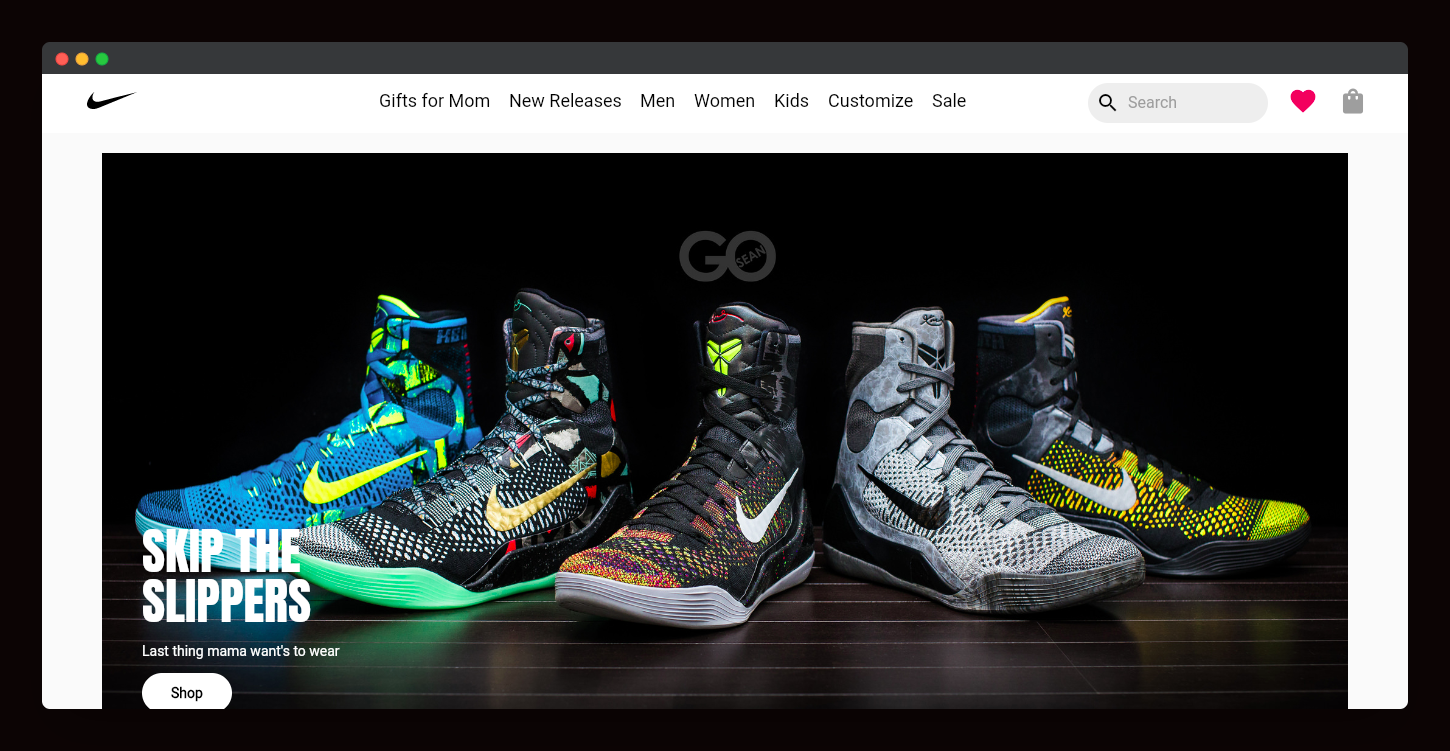 Gifts for Mom New Releases Men Women Kids Customize Sale
Search
GO
SEAN
SKIP THE
SLIPPERS
Last thing mama want's to wear
Shop